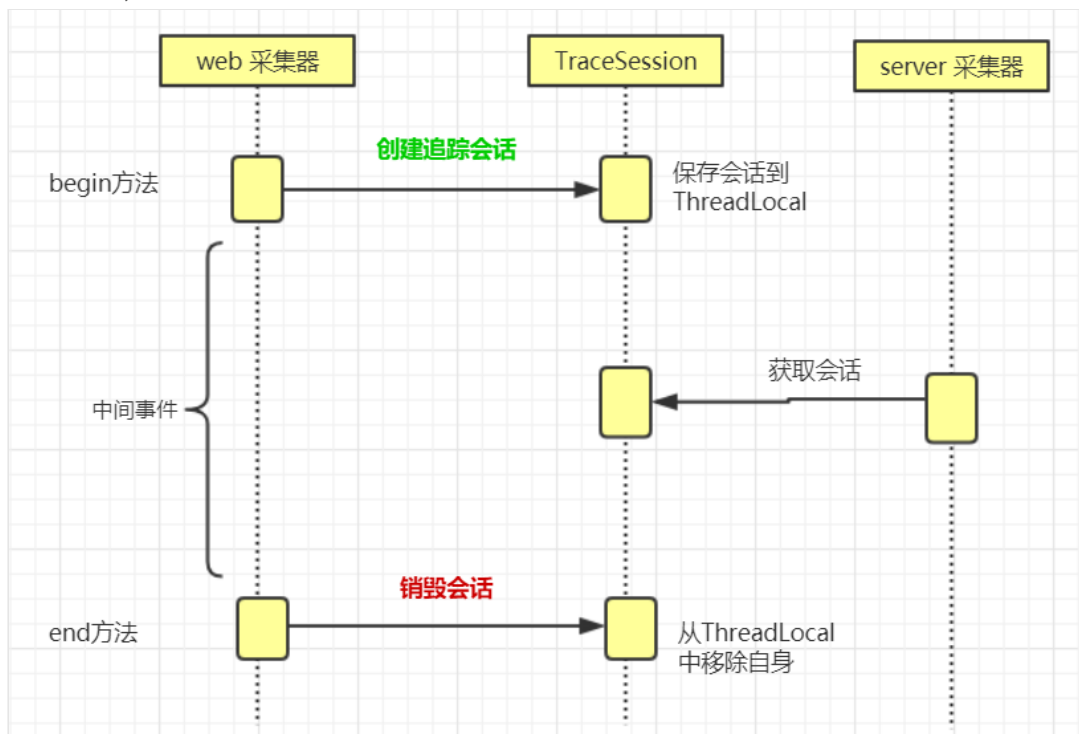 web 采集器
TraceSession
server 采集器
创建追踪会话
begin方法
保存会话到
ThreadLocal
获取会话
中间事件
销毁会话
end方法
从ThreadLocal
中移除自身